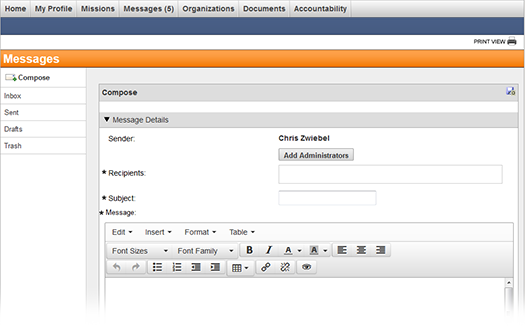 Home My Profile Missions Messages (5) Organizations Documents Accountability
PRINT VIEW
Messages
Compose
Inbox
Sent
Drafts
Trash
Compose
Message Details
Sender: Chris Zwiebel
Add Administrators
* Recipients:
* Subject:
* Message:
Edit Insert Format Table
Font Sizes Font Family B I A A